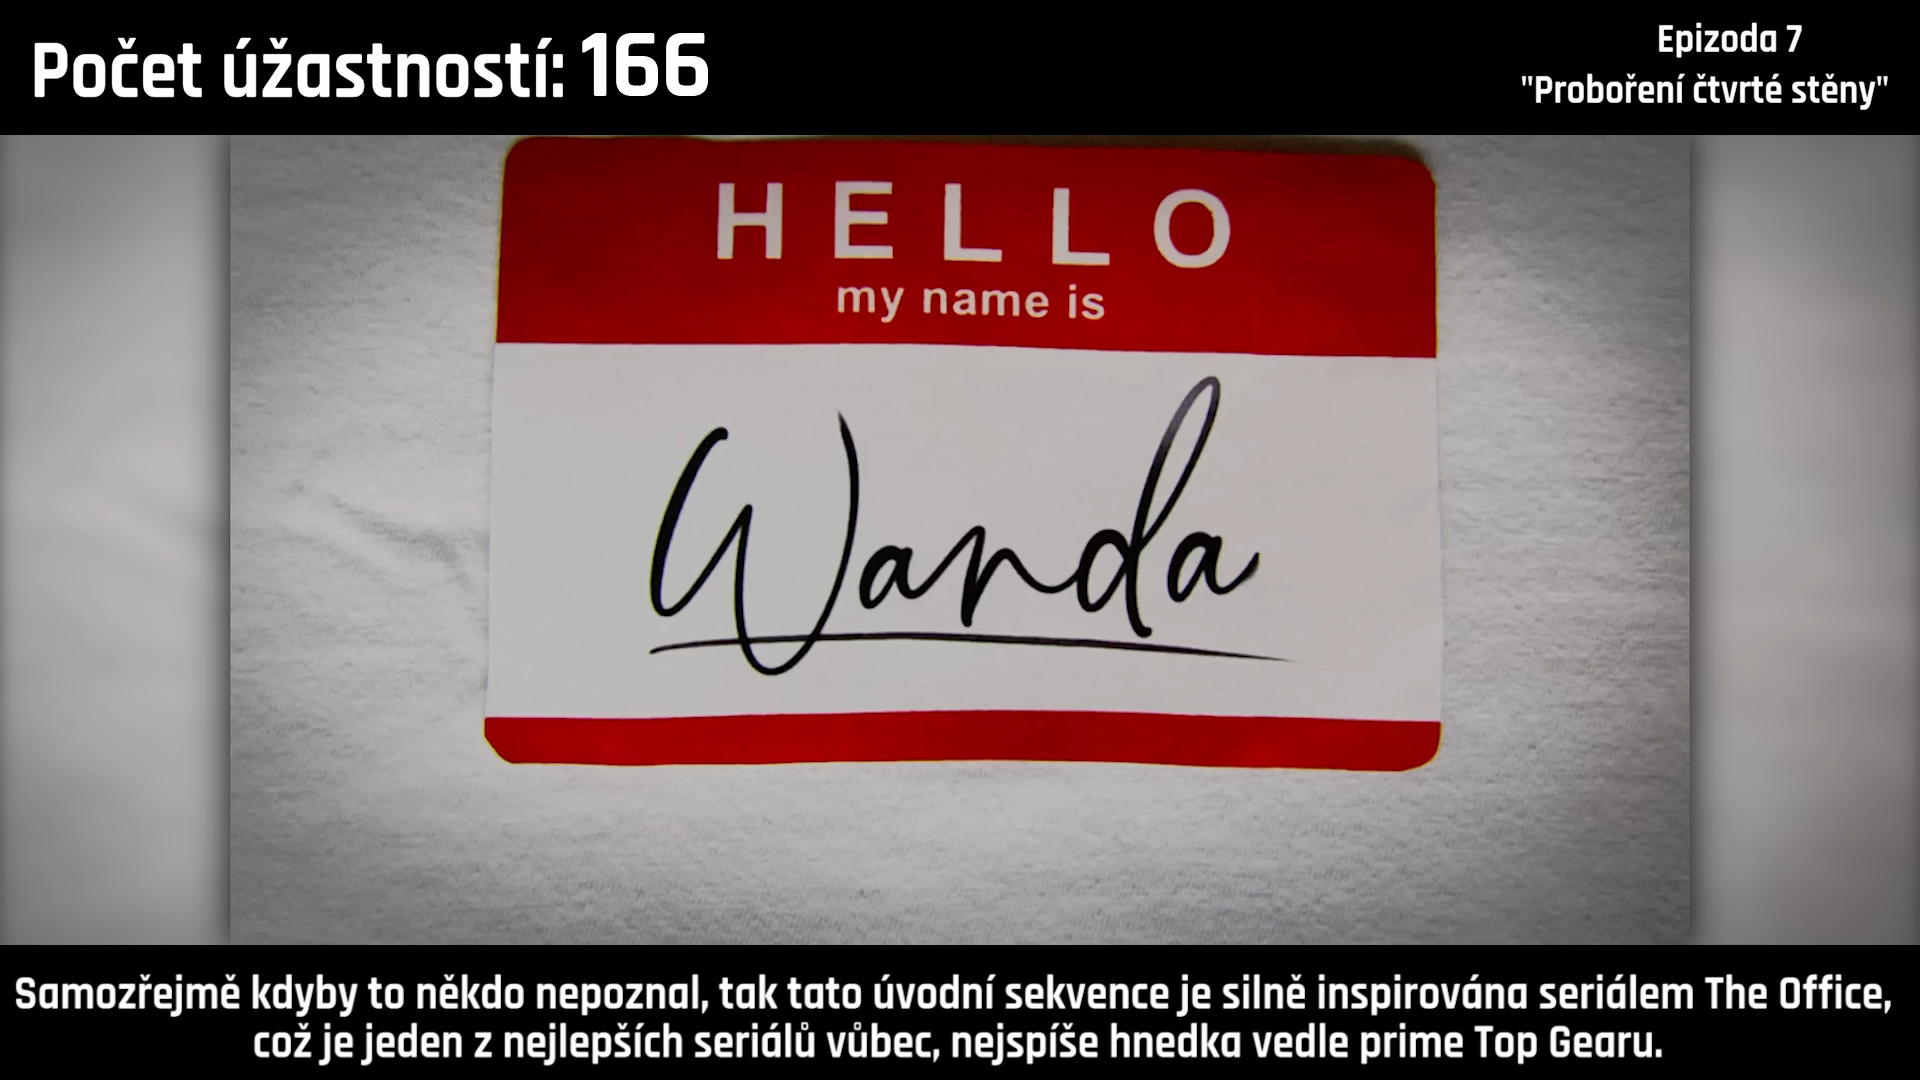 Počet úžastností: 166
Epizoda 7
"Proboření čtvrté stěny"
HELLO
my name is
Wanda
Samozřejmě kdyby to někdo nepoznal, tak tato úvodní sekvence je silně inspirována seriálem The Office,
což je jeden z nejlepších seriálů vůbec, nejspíše hnedka vedle prime Top Gearu.